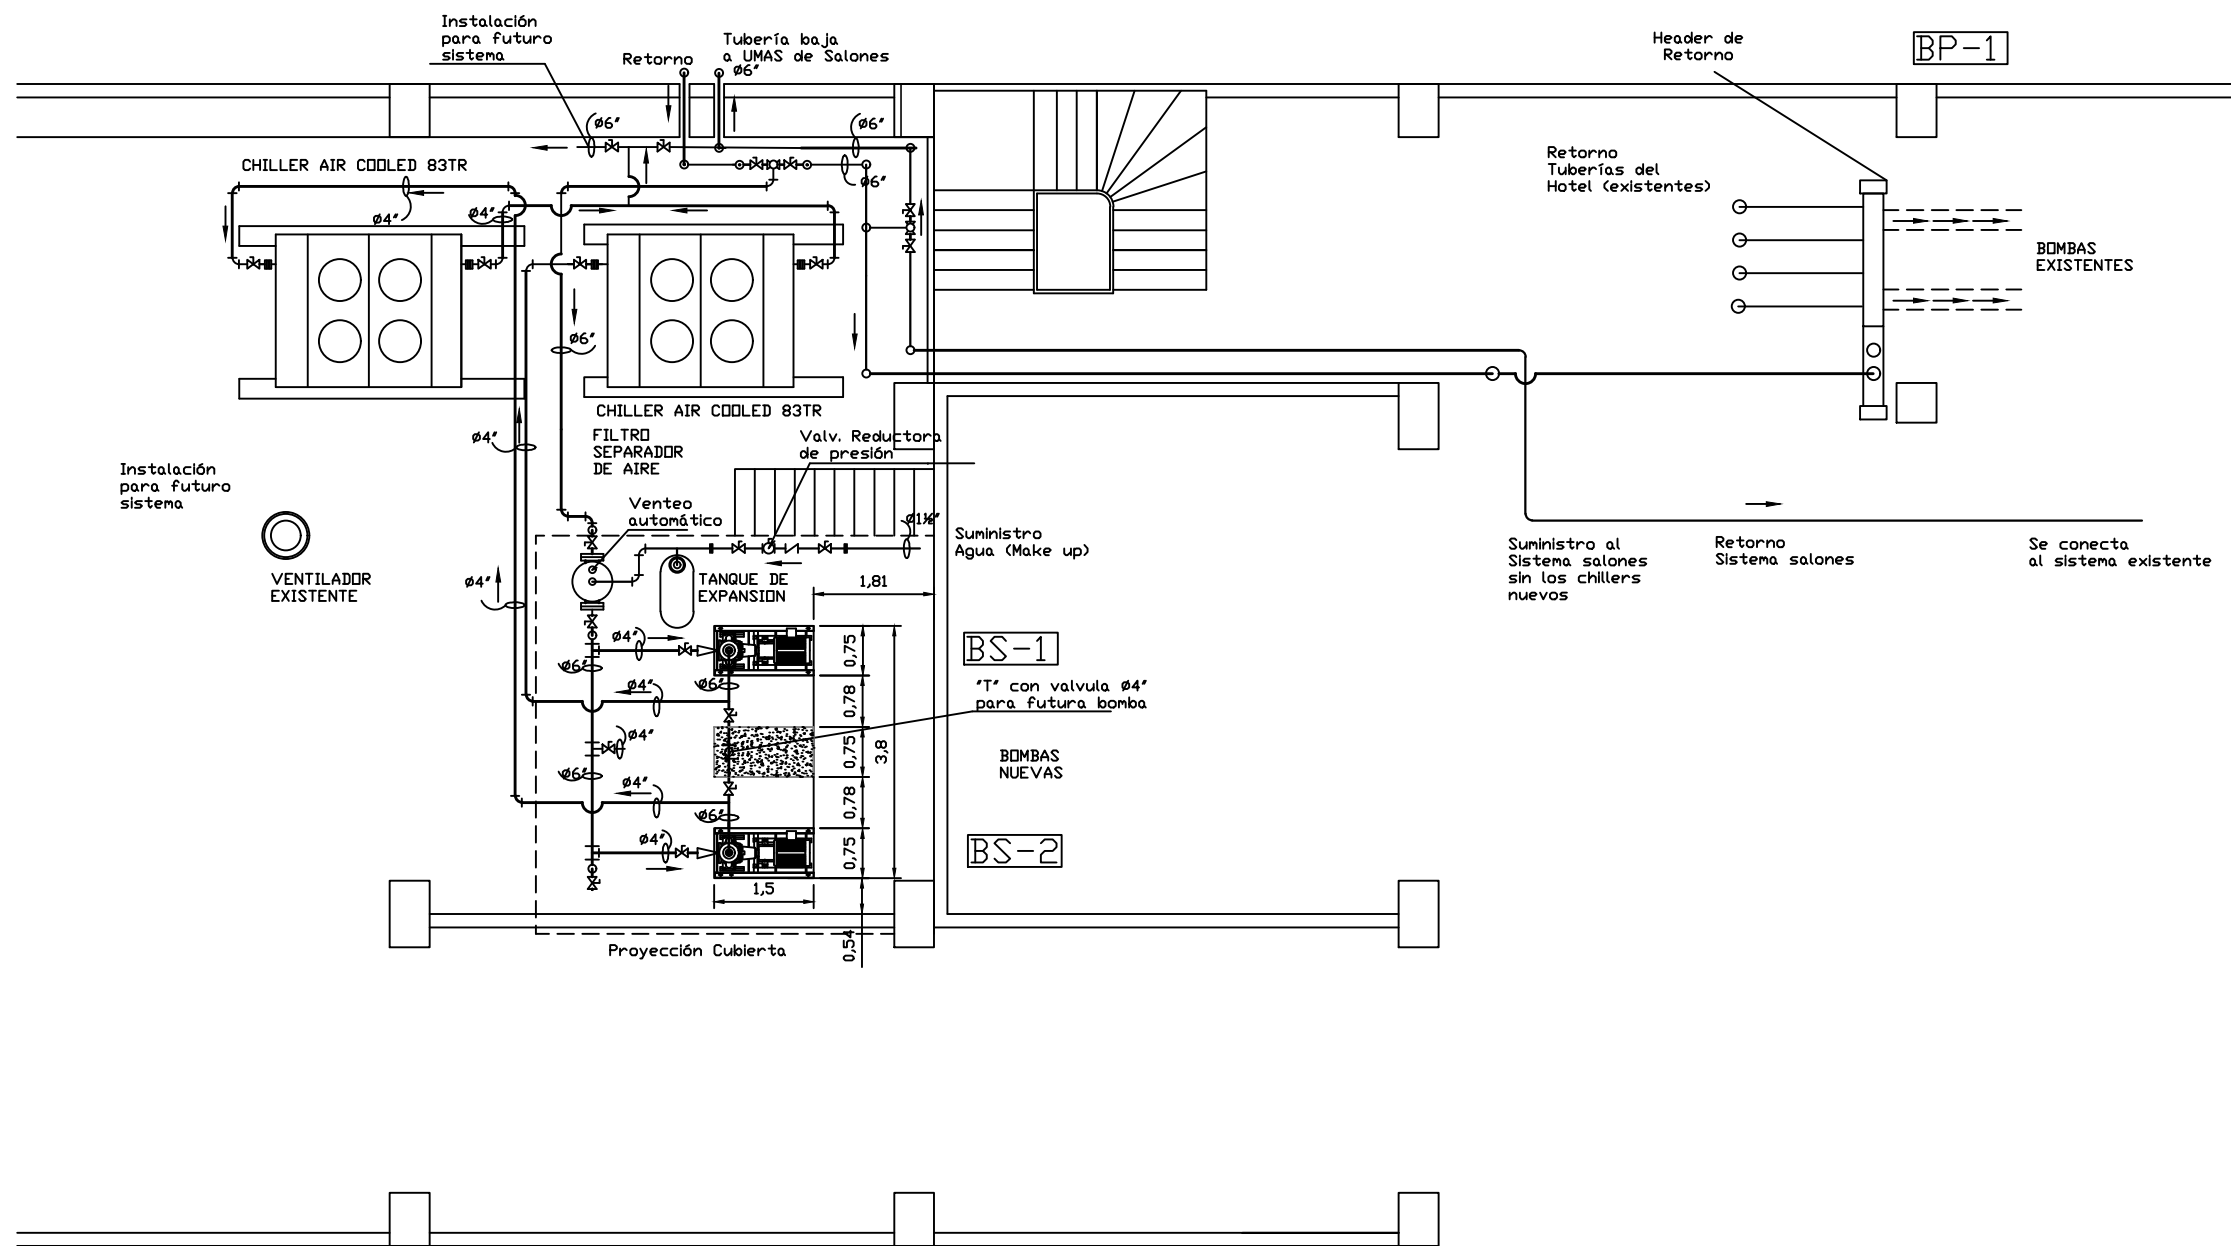 Instalación
para futuro
sistema
Retorno
Tubería baja
a UMAS de Salones
ø6"
Header de
Retorno
BP-1
ø6"
ø6"
ø6"
CHILLER AIR COOLED 83TR
ø4"
ø4"
Retorno
Tuberías del
Hotel (existentes)
BOMBAS
EXISTENTES
ø6"
CHILLER AIR COOLED 83TR
FILTRO
SEPARADOR
DE AIRE
Valv. Reductora
de presión
ø4"
Instalación
para futuro
sistema
Venteo
automático
ø1½"
Suministro
Agua (Make up)
VENTILADOR
EXISTENTE
ø4"
TANQUE DE
EXPANSION
1,81
Suministro al
Sistema salones
sin los chillers
nuevos
Retorno
Sistema salones
Se conecta
al sistema existente
ø4"
0,75
BS-1
ø6"
ø4"
ø6"
0,78
"T" con valvula ø4"
para futura bomba
ø4"
0,75
3,8
BOMBAS
NUEVAS
ø6"
ø4"
0,78
ø6"
ø4"
0,75
BS-2
1,5
0,54
Proyección Cubierta